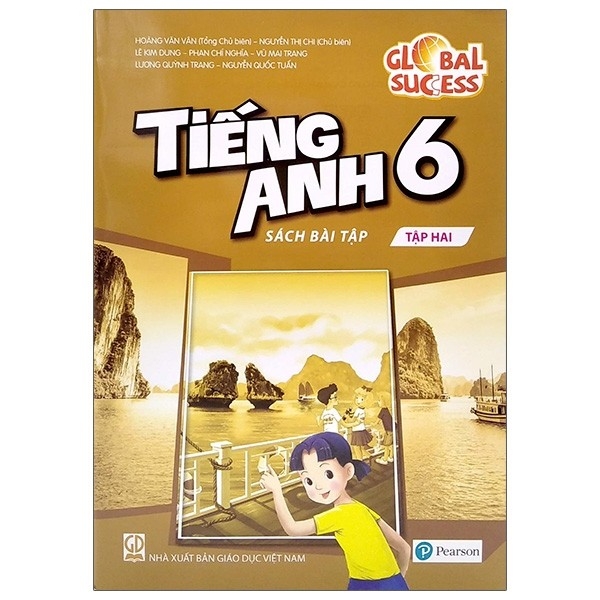 HOÀNG VĂN VÂN (Tổng Chủ biên) – NGUYỄN THỊ CHI (Chủ biên)
LÊ KIM DUNG – PHAN CHÍ NGHĨA – VŨ MAI TRANG
LƯƠNG QUỲNH TRANG – NGUYỄN QUỐC TUẤN
GLOBAL
SUCCESS
TIẾNG
ANH 6
SÁCH BÀI TẬP
TẬP HAI
GD
NHÀ XUẤT BẢN GIÁO DỤC VIỆT NAM
P Pearson